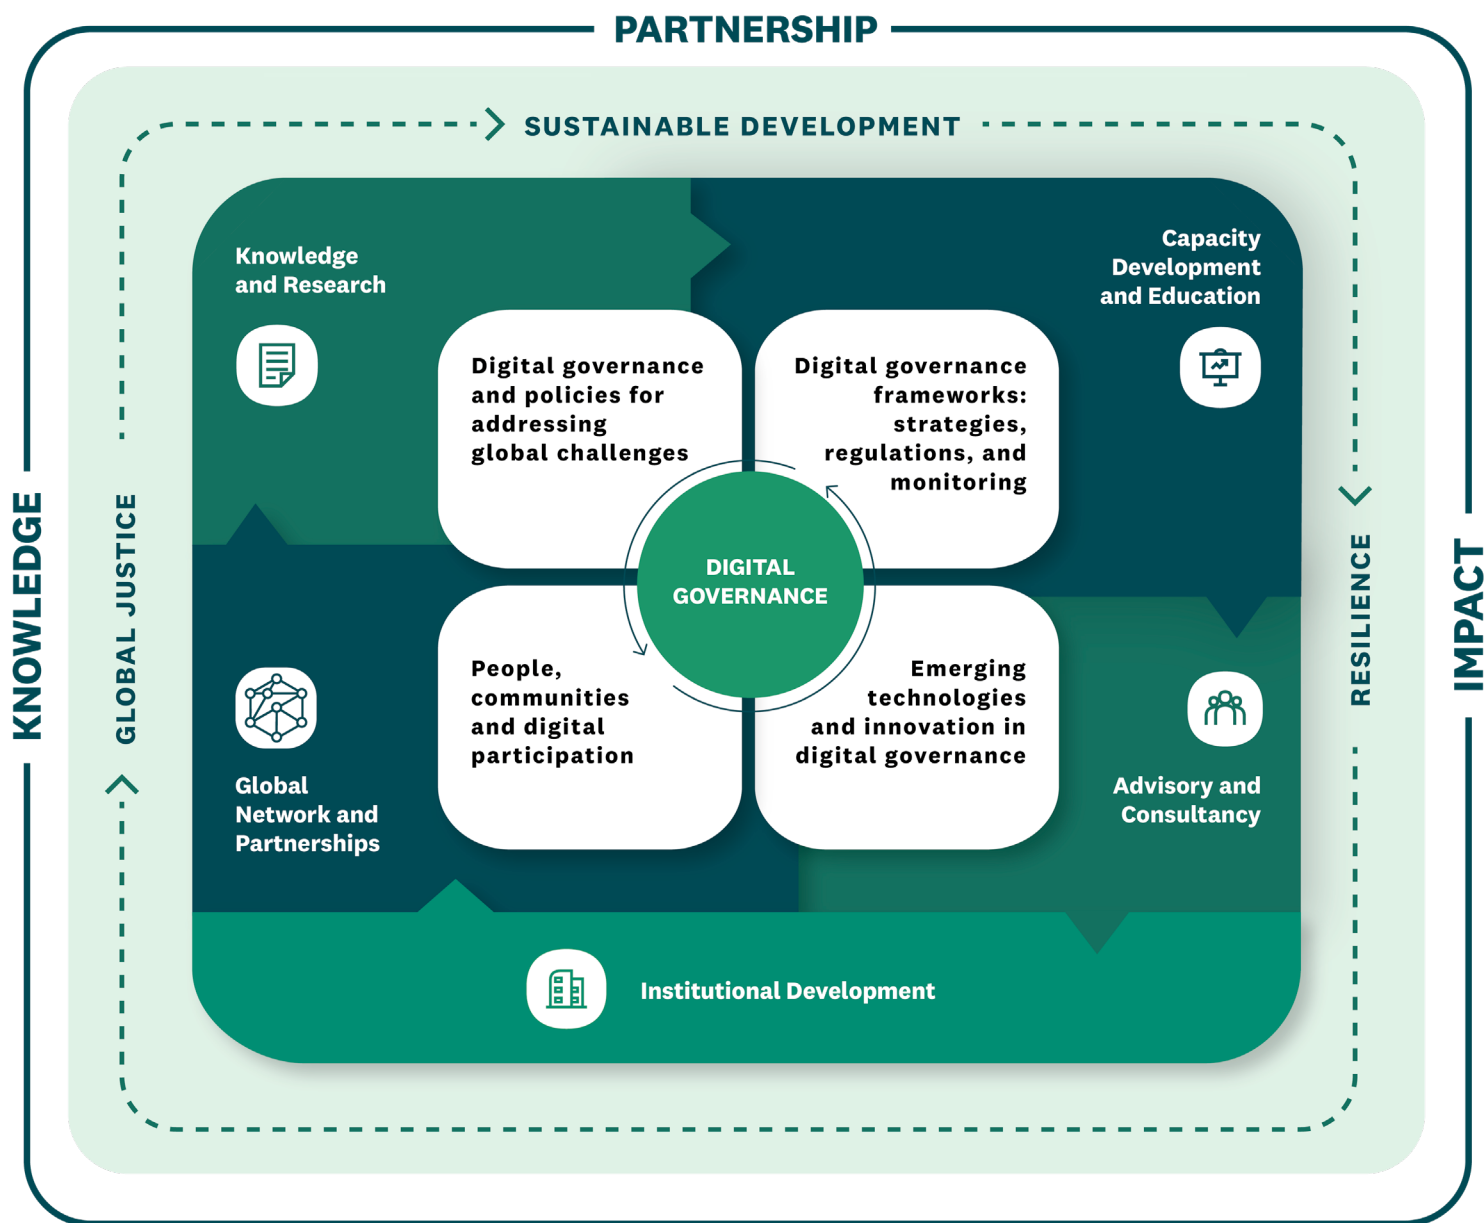 PARTNERSHIP
SUSTAINABLE DEVELOPMENT
Knowledge
and Research
Capacity
Development
and Education
Digital governance
and policies for
addressing
global challenges
Digital governance
frameworks:
strategies,
regulations, and
monitoring
KNOWLEDGE
GLOBAL JUSTICE
DIGITAL
GOVERNANCE
RESILIENCE
IMPACT
People,
communities
and digital
participation
Emerging
technologies
and innovation in
digital governance
Global
Network and
Partnerships
Advisory and
Consultancy
Institutional Development